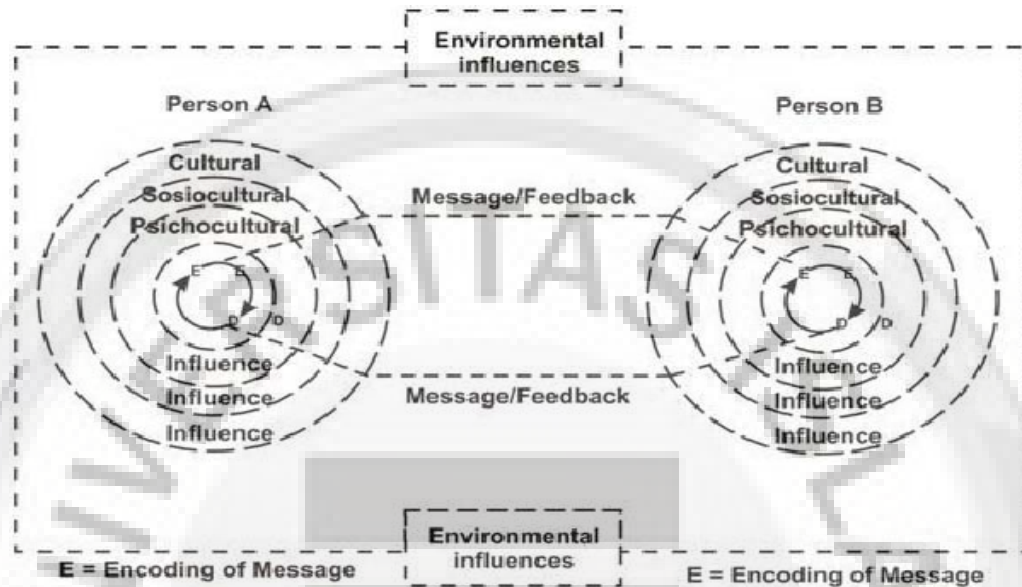 Environmental
influences
Person A
Person B
Cultural
Sosiocultural
Psichocultural
E E
D D
Influence
Influence
Influence
Message/Feedback
Message/Feedback
Cultural
Sosiocultural
Psichocultural
E E
D D
Influence
Influence
Influence
Environmental
influences
E = Encoding of Message
E = Encoding of Message